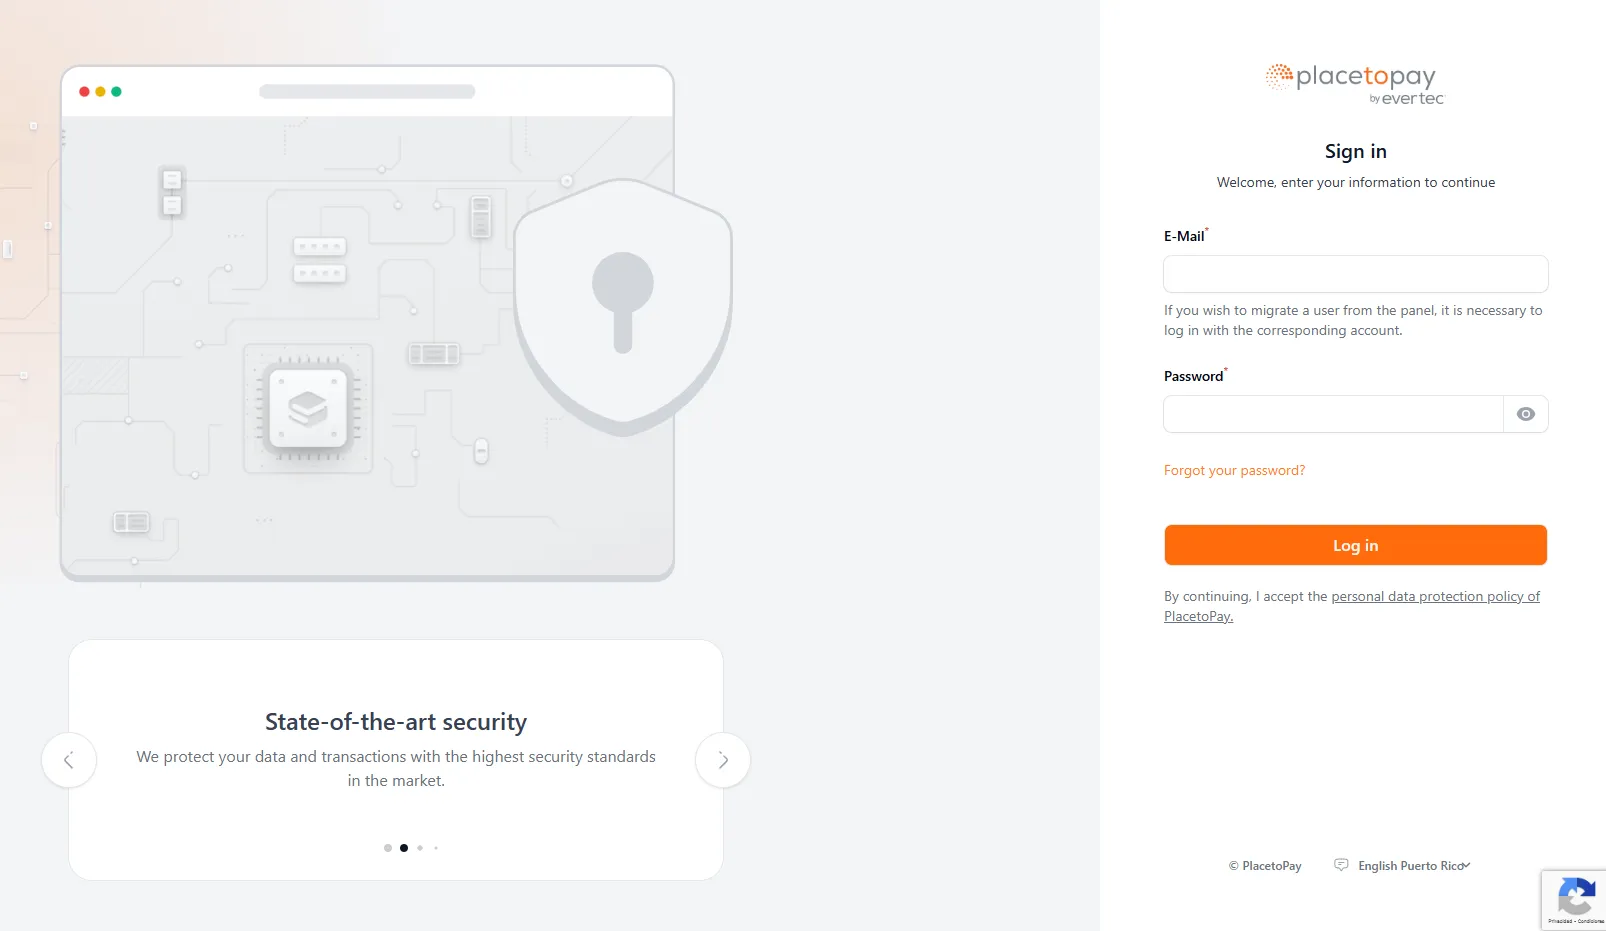 placetopay
by evertec
Sign in
Welcome, enter your information to continue
E-Mail*
If you wish to migrate a user from the panel, it is necessary to
log in with the corresponding account.
Password*
Forgot your password?
Log in
By continuing, I accept the personal data protection policy of
PlacetoPay.
State-of-the-art security
We protect your data and transactions with the highest security standards
in the market.
© PlacetoPay
English Puerto Rico
Privacidad - Condiciones